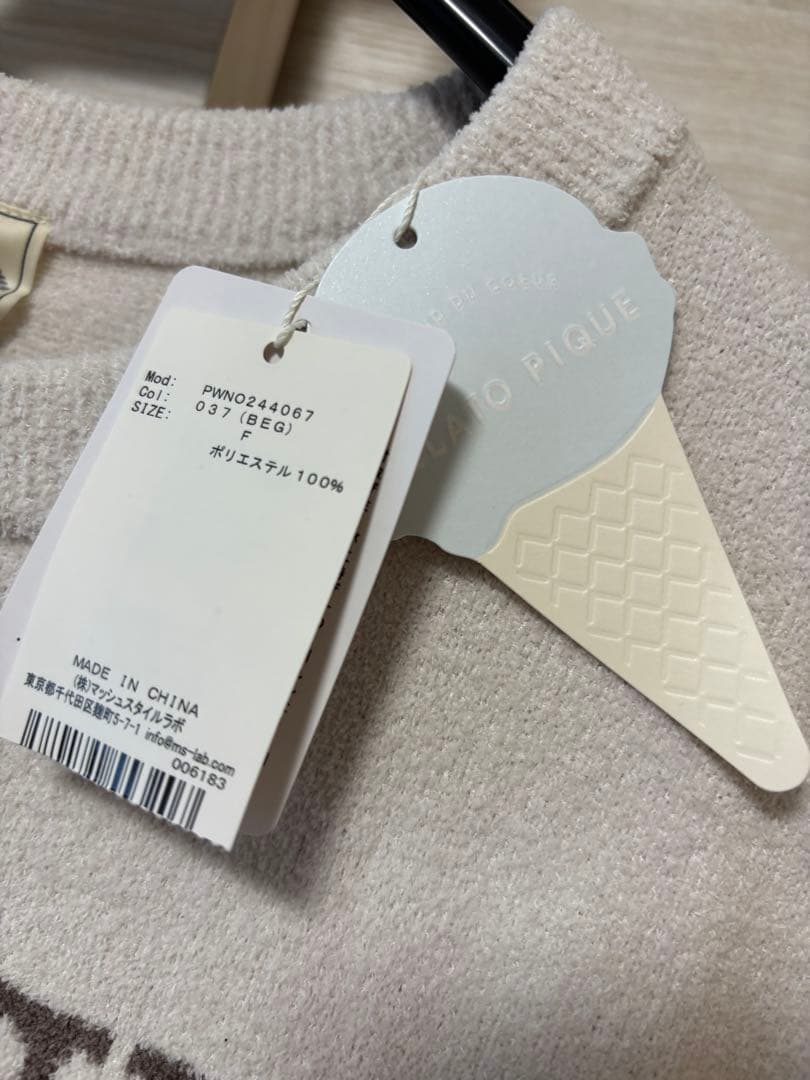 DU COEUR
PIQUE
Mod: PWNO244067
Col: 037 (BEG)
SIZE: F
ポリエステル100%
MADE IN CHINA
(株)マッシュスタイルラボ
東京都千代田区麹町5-7-1 info@ms-lab.com
006183